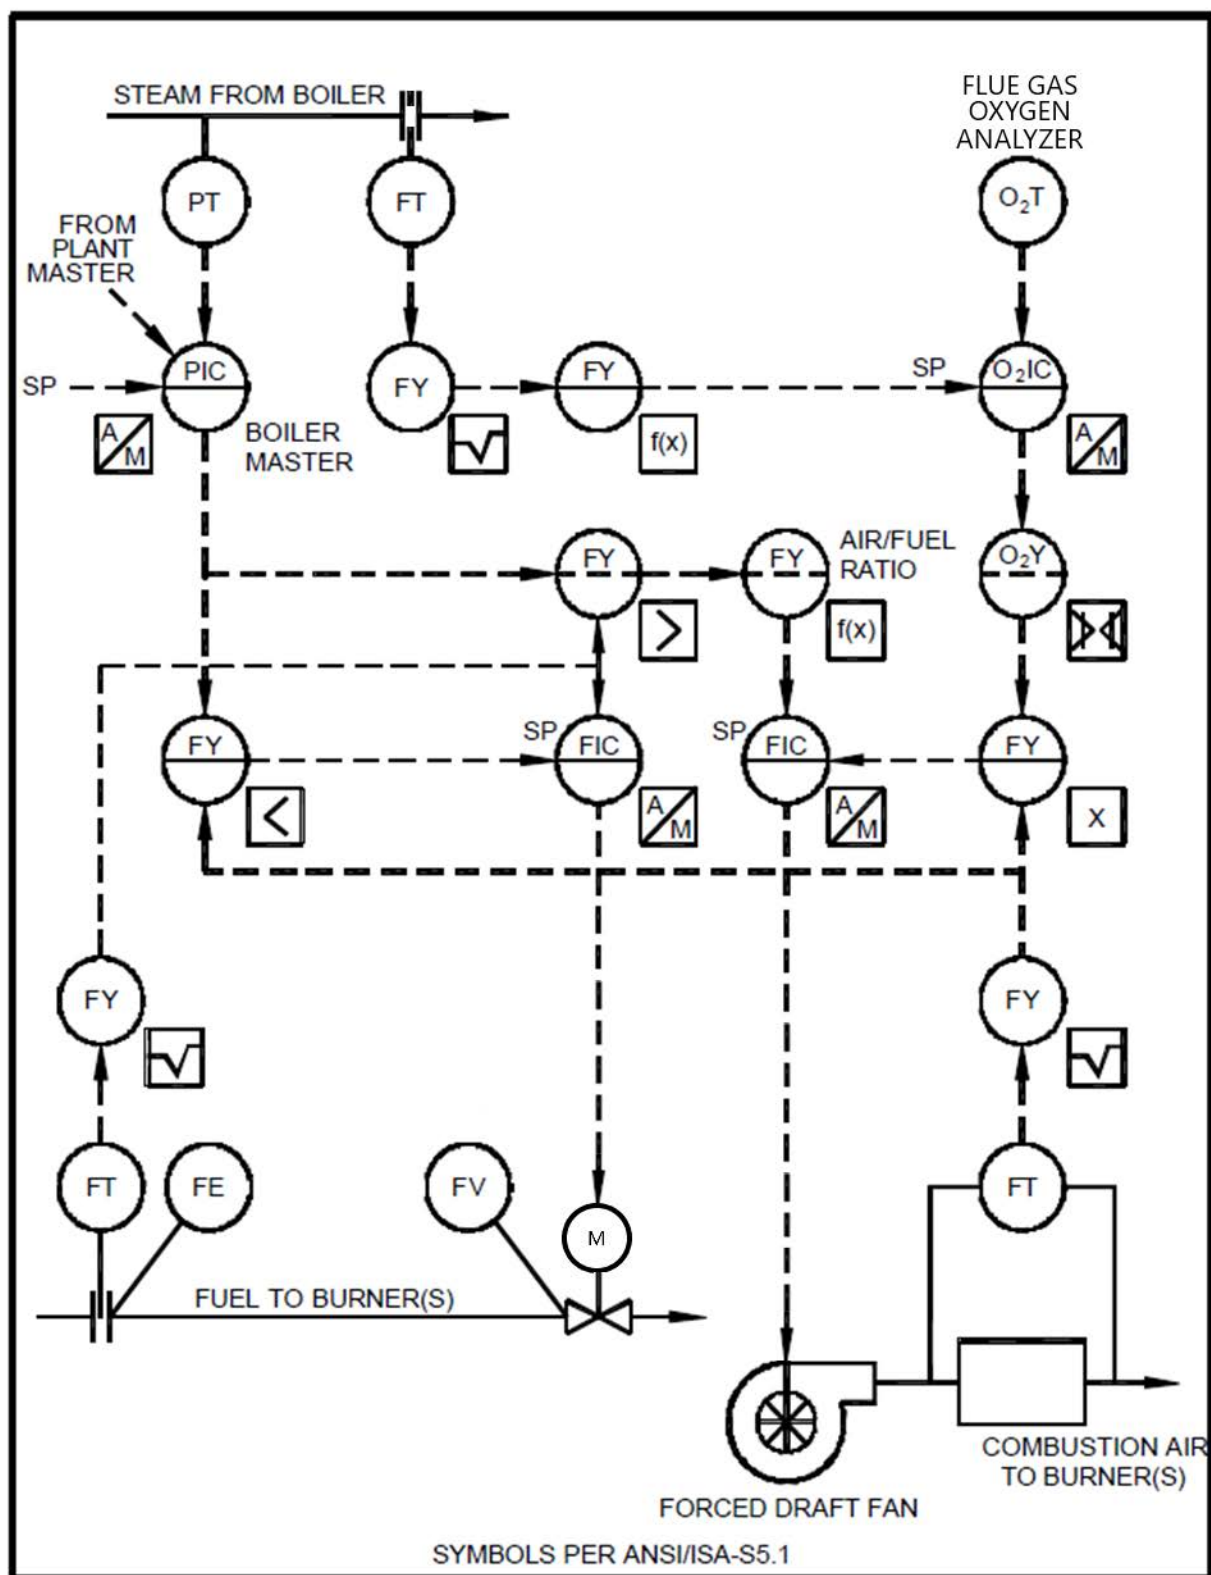 STEAM FROM BOILER
FLUE GAS
OXYGEN
ANALYZER
PT
FT
O₂T
FROM
PLANT
MASTER
SP
PIC
FY
FY
SP
O₂IC
A
M
BOILER
MASTER
√
f(x)
A
M
FY
FY
AIR/FUEL
RATIO
O₂Y
>
f(x)
FY
SP
FIC
SP
FIC
FY
<
A
M
A
M
X
FY
FY
√
√
FT
FE
FV
M
FT
FUEL TO BURNER(S)
COMBUSTION AIR
TO BURNER(S)
FORCED DRAFT FAN
SYMBOLS PER ANSI/ISA-S5.1